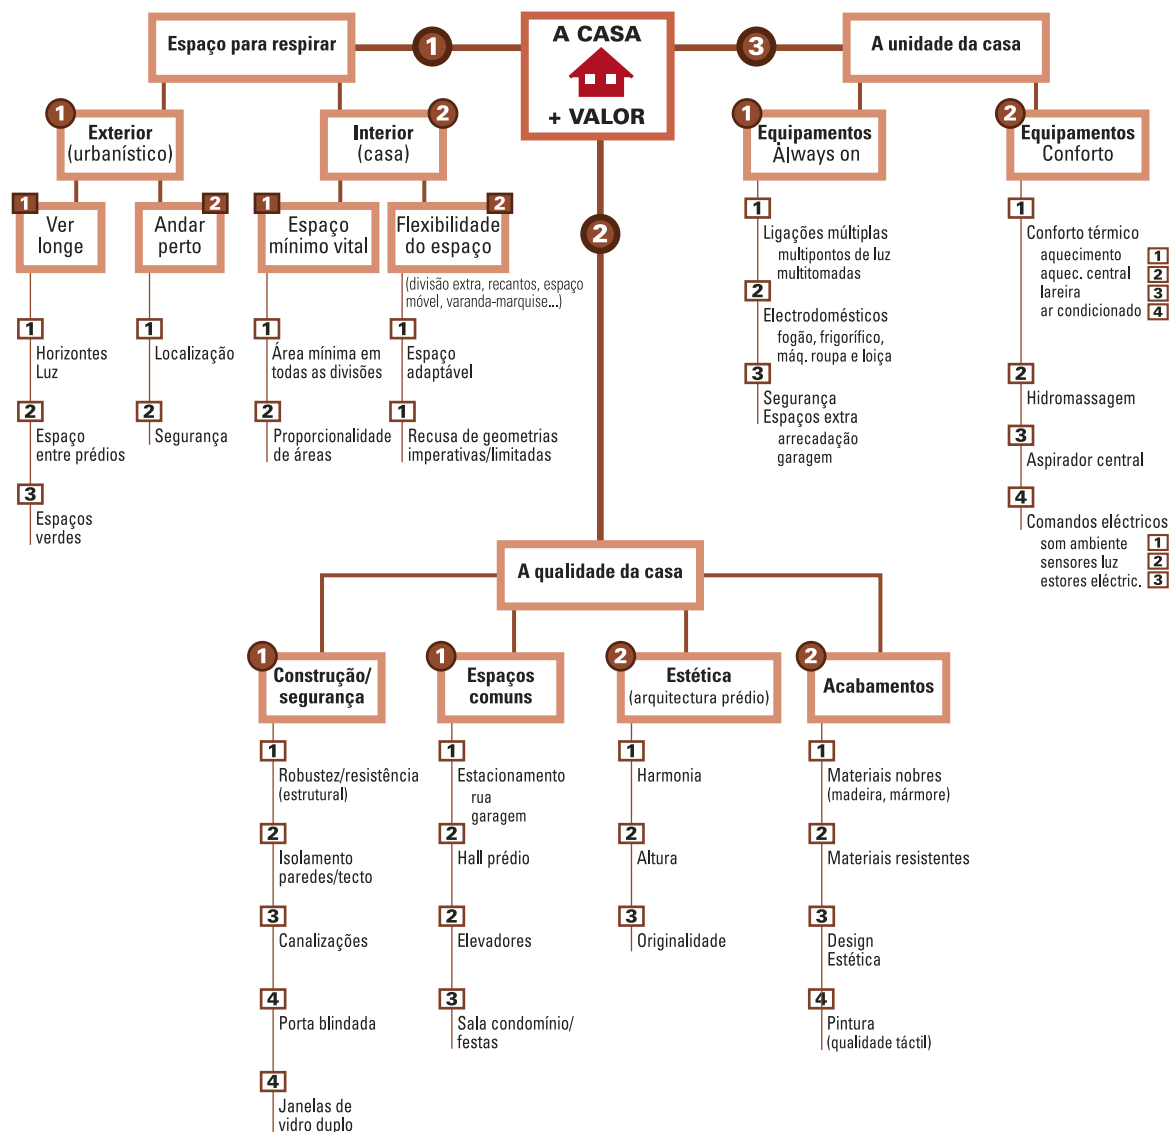 A CASA
+ VALOR
1
Espaço para respirar
1
Exterior
(urbanístico)
1
Ver
longe
1
Horizontes
Luz
2
Espaço
entre prédios
3
Espaços
verdes
2
Andar
perto
1
Localização
2
Segurança
2
Interior
(casa)
1
Espaço
mínimo vital
1
Área mínima em
todas as divisões
2
Proporcionalidade
de áreas
2
Flexibilidade
do espaço
(divisão extra, recantos, espaço
móvel, varanda-marquise...)
1
Espaço
adaptável
1
Recusa de geometrias
imperativas/limitadas
3
A unidade da casa
1
Equipamentos
Always on
1
Ligações múltiplas
multipontos de luz
multitomadas
2
Electrodomésticos
fogão, frigorífico,
máq. roupa e loiça
3
Segurança
Espaços extra
arrecadação
garagem
2
Equipamentos
Conforto
1
Conforto térmico
aquecimento 1
aquec. central 2
lareira 3
ar condicionado 4
2
Hidromassagem
3
Aspirador central
4
Comandos eléctricos
som ambiente 1
sensores luz 2
estores eléctric. 3
2
A qualidade da casa
1
Construção/
segurança
1
Robustez/resistência
(estrutural)
2
Isolamento
paredes/tecto
3
Canalizações
4
Porta blindada
4
Janelas de
vidro duplo
1
Espaços
comuns
1
Estacionamento
rua
garagem
2
Hall prédio
2
Elevadores
3
Sala condomínio/
festas
2
Estética
(arquitectura prédio)
1
Harmonia
2
Altura
3
Originalidade
2
Acabamentos
1
Materiais nobres
(madeira, mármore)
2
Materiais resistentes
3
Design
Estética
4
Pintura
(qualidade táctil)